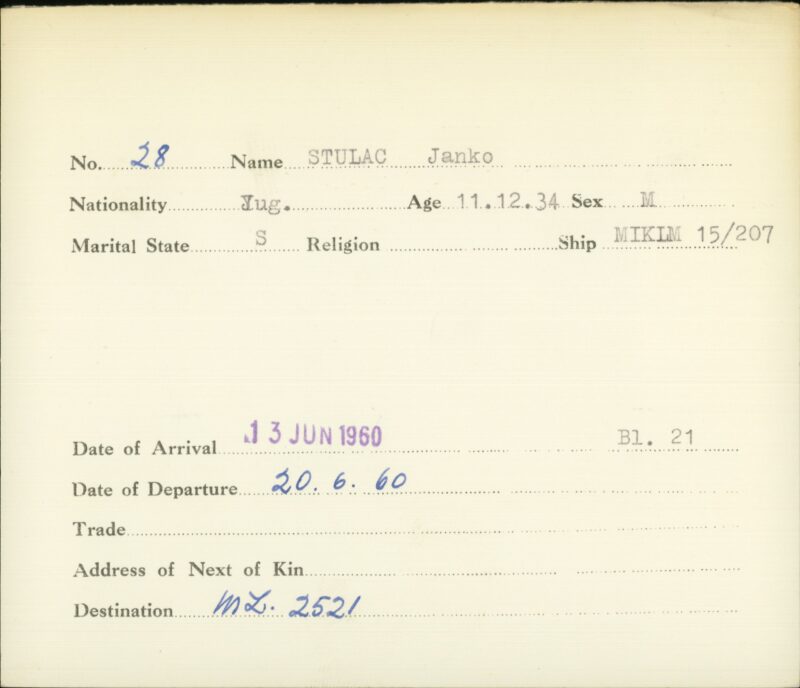 No. 28 Name STULAC Janko
Nationality Yug. Age 11.12.34 Sex M
Marital State S Religion Ship MIKIM 15/207
Date of Arrival 13 JUN 1960 Bl. 21
Date of Departure 20. 6. 60
Trade
Address of Next of Kin
Destination ML. 2521